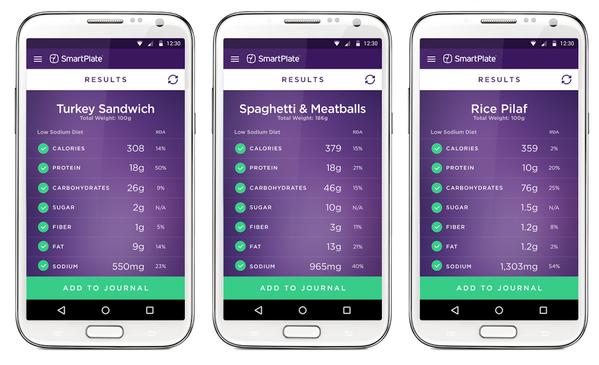 12:30
SmartPlate
RESULTS
Turkey Sandwich
Total Weight: 100g
Low Sodium Diet RDA
CALORIES 308 14%
PROTEIN 18g 50%
CARBOHYDRATES 26g 9%
SUGAR 2g N/A
FIBER 1g 5%
FAT 9g 14%
SODIUM 550mg 23%
ADD TO JOURNAL
12:30
SmartPlate
RESULTS
Spaghetti & Meatballs
Total Weight: 186g
Low Sodium Diet RDA
CALORIES 379 15%
PROTEIN 18g 21%
CARBOHYDRATES 46g 15%
SUGAR 10g N/A
FIBER 3g 11%
FAT 13g 21%
SODIUM 965mg 40%
ADD TO JOURNAL
12:30
SmartPlate
RESULTS
Rice Pilaf
Total Weight: 100g
Low Sodium Diet RDA
CALORIES 359 2%
PROTEIN 10g 20%
CARBOHYDRATES 76g 25%
SUGAR 1.5g N/A
FIBER 1.2g 8%
FAT 1.2g 2%
SODIUM 1,303mg 54%
ADD TO JOURNAL